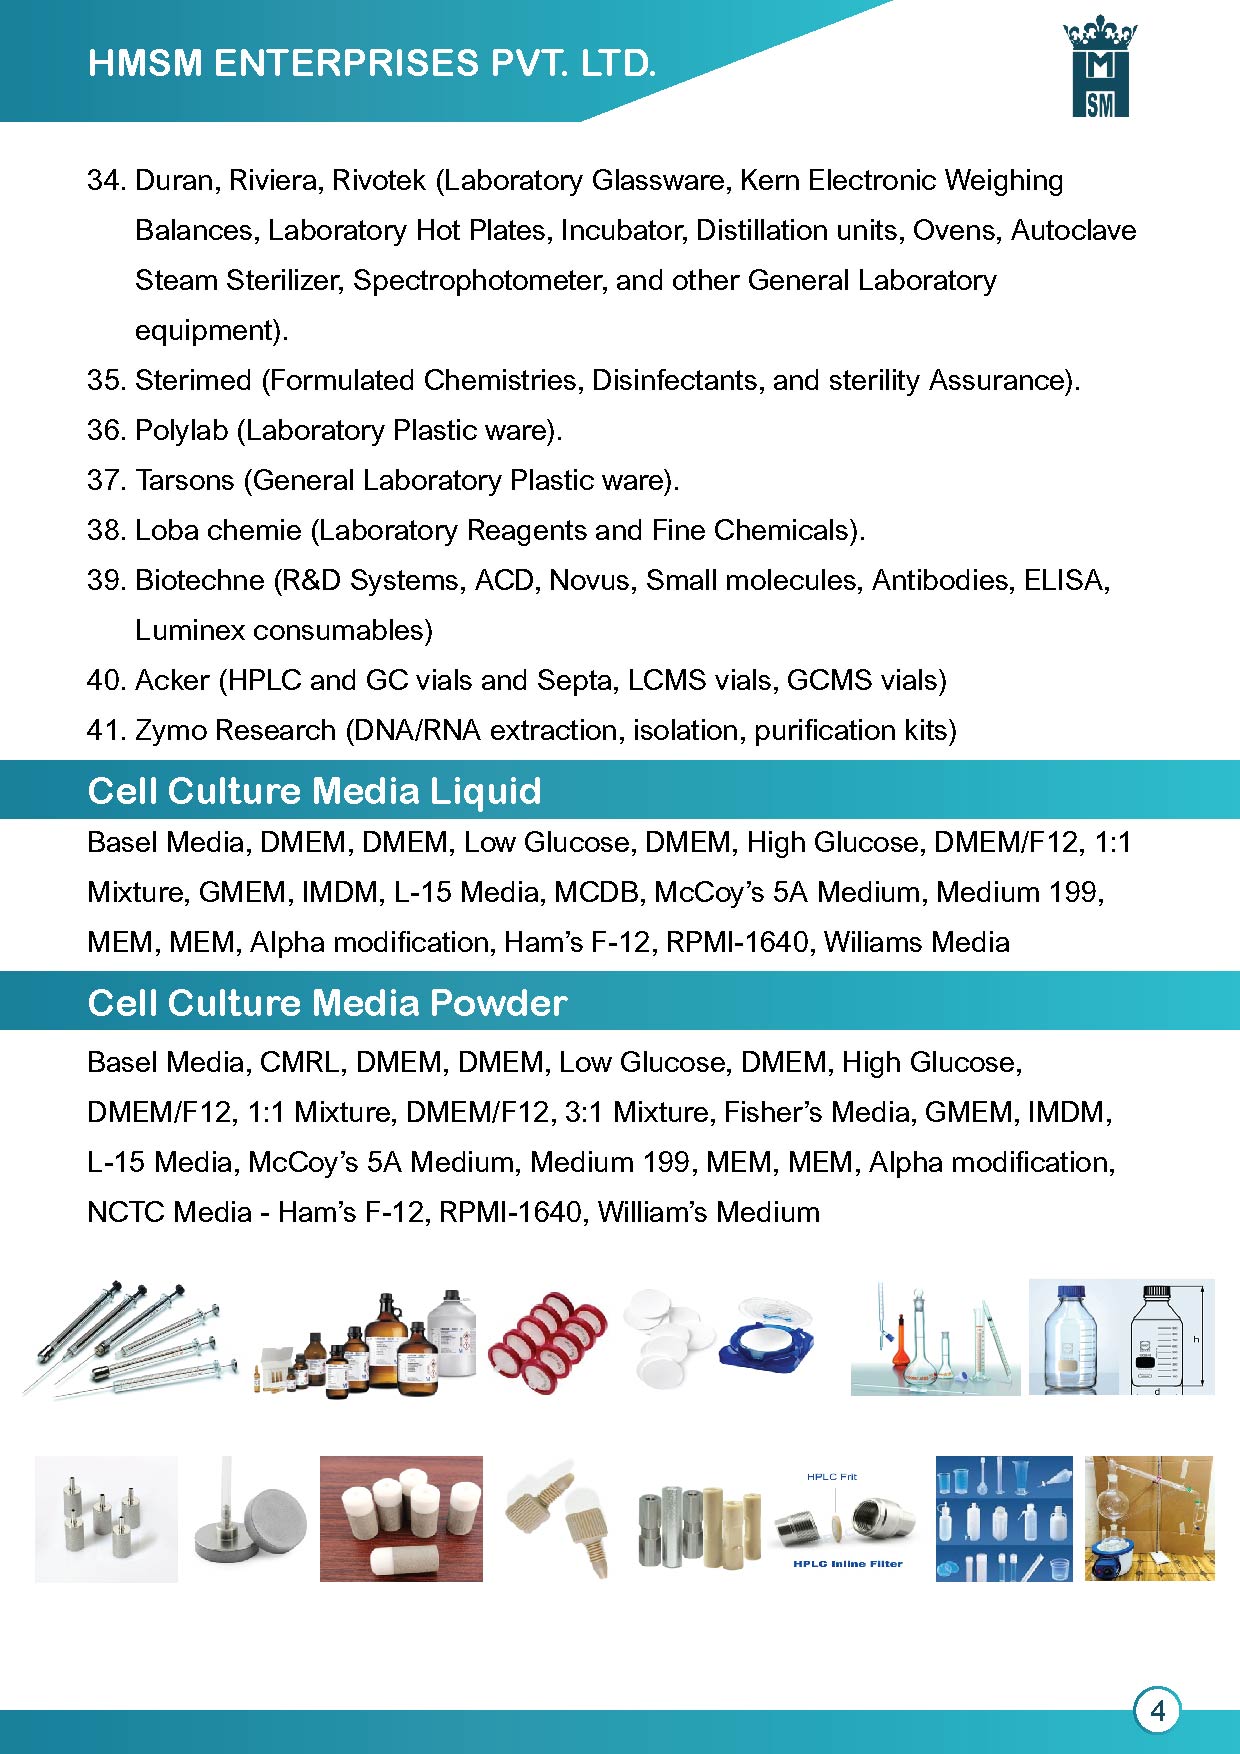 HMSM ENTERPRISES PVT. LTD.
M
SM
34. Duran, Riviera, Rivotek (Laboratory Glassware, Kern Electronic Weighing
Balances, Laboratory Hot Plates, Incubator, Distillation units, Ovens, Autoclave
Steam Sterilizer, Spectrophotometer, and other General Laboratory
equipment).
35. Sterimed (Formulated Chemistries, Disinfectants, and sterility Assurance).
36. Polylab (Laboratory Plastic ware).
37. Tarsons (General Laboratory Plastic ware).
38. Loba chemie (Laboratory Reagents and Fine Chemicals).
39. Biotechne (R&D Systems, ACD, Novus, Small molecules, Antibodies, ELISA,
Luminex consumables)
40. Acker (HPLC and GC vials and Septa, LCMS vials, GCMS vials)
41. Zymo Research (DNA/RNA extraction, isolation, purification kits)
Cell Culture Media Liquid
Basel Media, DMEM, DMEM, Low Glucose, DMEM, High Glucose, DMEM/F12, 1:1
Mixture, GMEM, IMDM, L-15 Media, MCDB, McCoy’s 5A Medium, Medium 199,
MEM, MEM, Alpha modification, Ham’s F-12, RPMI-1640, Wiliams Media
Cell Culture Media Powder
Basel Media, CMRL, DMEM, DMEM, Low Glucose, DMEM, High Glucose,
DMEM/F12, 1:1 Mixture, DMEM/F12, 3:1 Mixture, Fisher’s Media, GMEM, IMDM,
L-15 Media, McCoy’s 5A Medium, Medium 199, MEM, MEM, Alpha modification,
NCTC Media - Ham’s F-12, RPMI-1640, William’s Medium
h
d
HPLC Frit
HPLC Inline Filter
4